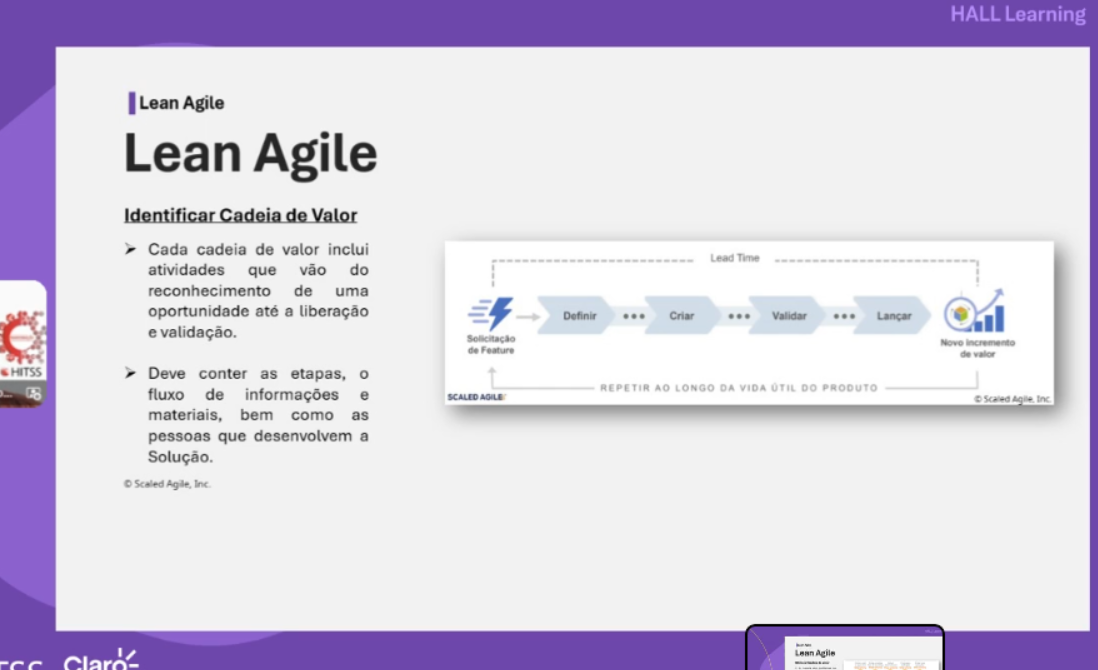 HALL Learning
Lean Agile
Lean Agile
Identificar Cadeia de Valor
Cada cadeia de valor inclui
atividades que vão do
reconhecimento de uma
oportunidade até a liberação
e validação.
Deve conter as etapas, o
fluxo de informações e
materiais, bem como as
pessoas que desenvolvem a
Solução.
© Scaled Agile, Inc.
Lead Time
Solicitação
de Feature
Definir
Criar
Validar
Lançar
Novo incremento
de valor
REPETIR AO LONGO DA VIDA ÚTIL DO PRODUTO
SCALED AGILE
© Scaled Agile, Inc.
HITSS
Claro
Lean Agile